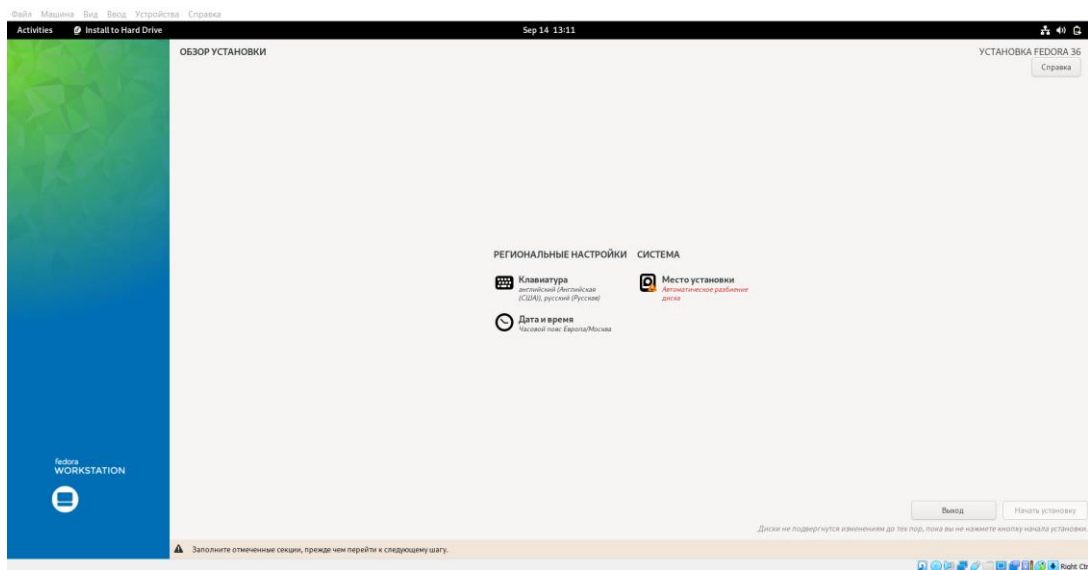 Файл Машина Вид Ввод Устройства Справка
Activities Install to Hard Drive Sep 14 13:11
ОБЗОР УСТАНОВКИ
УСТАНОВКА FEDORA 36
Справка
РЕГИОНАЛЬНЫЕ НАСТРОЙКИ
Клавиатура
английский (Английская
(США)), русский (Русская)
Дата и время
Часовой пояс Европа/Москва
СИСТЕМА
Место установки
Автоматическое разбиение
диска
fedora
WORKSTATION
Выход Начать установку
Диски не подвергнутся изменениям до тех пор, пока вы не нажмете кнопку начала установки.
Заполните отмеченные секции, прежде чем перейти к следующему шагу.
Right Ctrl